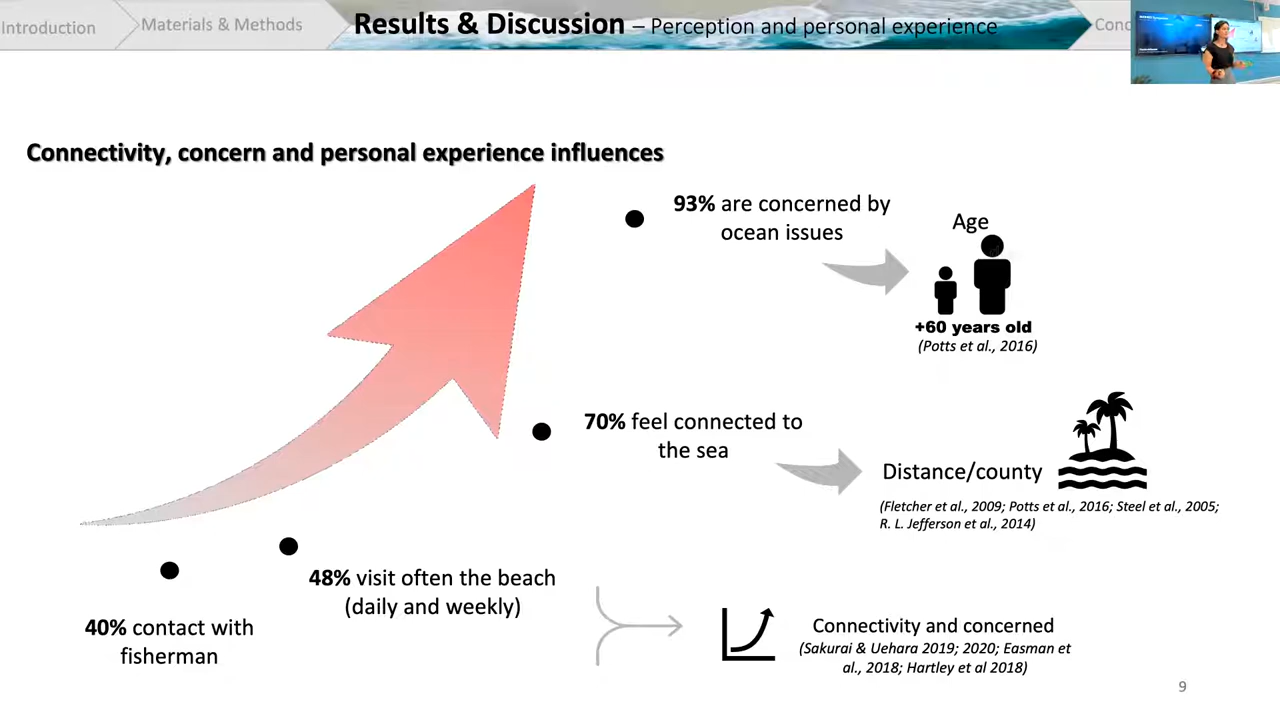 Introduction
Materials & Methods
Results & Discussion – Perception and personal experience
Conc
Connectivity, concern and personal experience influences
93% are concerned by
ocean issues
Age
+60 years old
(Potts et al., 2016)
70% feel connected to
the sea
Distance/county
(Fletcher et al., 2009; Potts et al., 2016; Steel et al., 2005;
R. L. Jefferson et al., 2014)
48% visit often the beach
(daily and weekly)
40% contact with
fisherman
Connectivity and concerned
(Sakurai & Uehara 2019; 2020; Easman et
al., 2018; Hartley et al 2018)
9